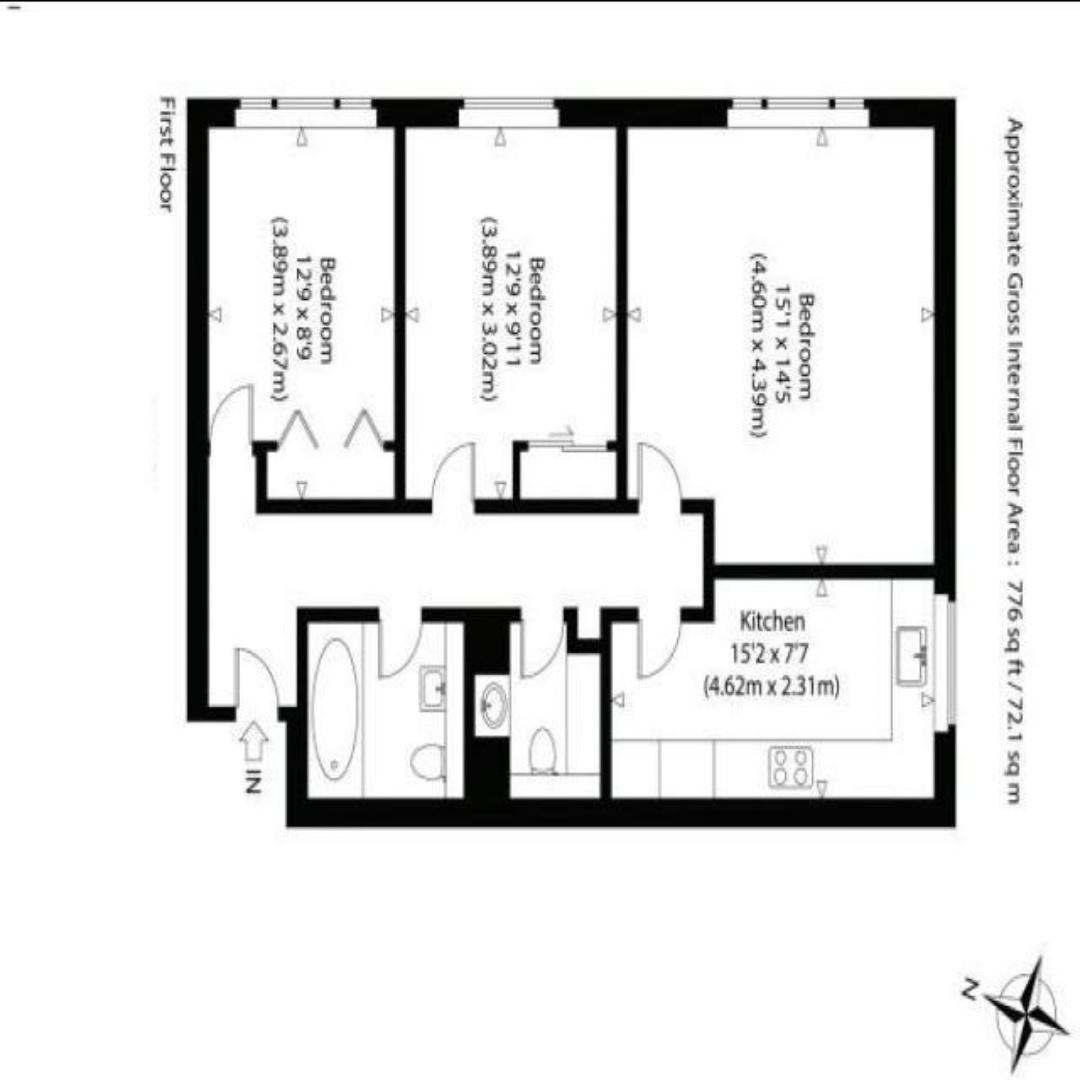 First Floor
Bedroom
12'9 x 8'9
(3.89m x 2.67m)
Bedroom
12'9 x 9'11
(3.89m x 3.02m)
Bedroom
15'1 x 14'5
(4.60m x 4.39m)
Kitchen
15'2 x 7'7
(4.62m x 2.31m)
IN
Approximate Gross Internal Floor Area : 776 sq ft / 72.1 sq m
N